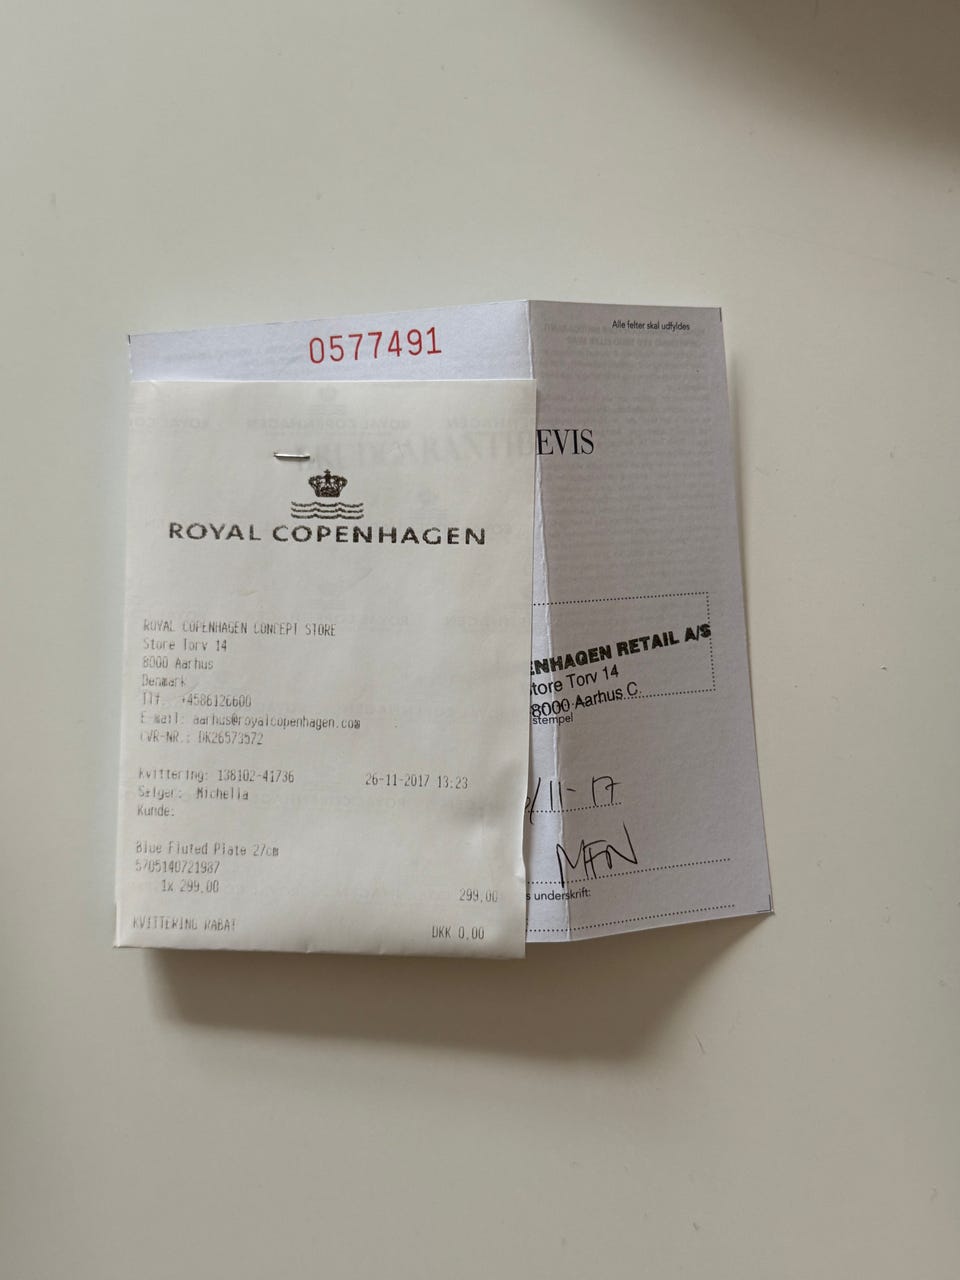 0577491
Alle felter skal udfyldes
EVIS
ROYAL COPENHAGEN
ROYAL COPENHAGEN CONCEPT STORE
Store Torv 14
8000 Aarhus
Denmark
Tlf. +4586126600
E-mail: aarhus@royalcopenhagen.com
CVR-NR.: DK26573572
Kvittering: 138102-41736 26-11-2017 13:23
Sælger: Michella
Kunde:
Blue Fluted Plate 27cm
5705140721987
1x 299,00 299,00
KVITTERING RABAT DKK 0,00
ENHAGEN RETAIL A/S
tore Torv 14
8000 Aarhus C.
stempel
/11-17
MFN
s underskrift: